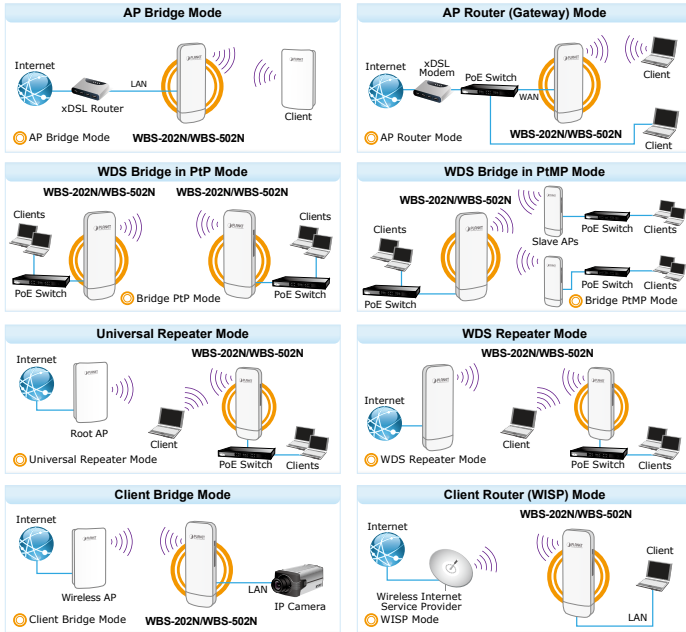 AP Bridge Mode
Internet
LAN
xDSL Router
Client
AP Bridge Mode
WBS-202N/WBS-502N
AP Router (Gateway) Mode
Internet
xDSL
Modem
PoE Switch
WAN
Client
AP Router Mode
WBS-202N/WBS-502N
Client
WDS Bridge in PtP Mode
WBS-202N/WBS-502N
WBS-202N/WBS-502N
Clients
Clients
PoE Switch
Bridge PtP Mode
PoE Switch
WDS Bridge in PtMP Mode
WBS-202N/WBS-502N
Clients
Slave APs
PoE Switch
Clients
PoE Switch
Clients
PoE Switch
Bridge PtMP Mode
Universal Repeater Mode
Internet
WBS-202N/WBS-502N
Root AP
Client
Universal Repeater Mode
PoE Switch
Clients
WDS Repeater Mode
WBS-202N/WBS-502N
Internet
Client
WDS Repeater Mode
PoE Switch
Clients
Client Bridge Mode
Internet
Wireless AP
LAN
IP Camera
Client Bridge Mode
WBS-202N/WBS-502N
Client Router (WISP) Mode
WBS-202N/WBS-502N
Internet
Client
Wireless Internet
Service Provider
WISP Mode
LAN